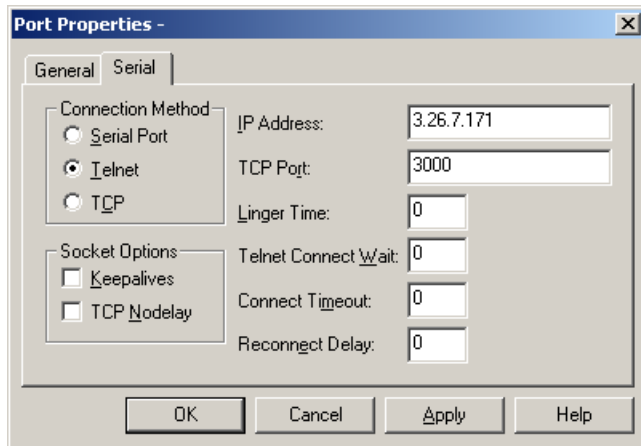 Port Properties -
General
Serial
Connection Method
Serial Port
Telnet
TCP
Socket Options
Keepalives
TCP Nodelay
IP Address: 3.26.7.171
TCP Port: 3000
Linger Time: 0
Telnet Connect Wait: 0
Connect Timeout: 0
Reconnect Delay: 0
OK
Cancel
Apply
Help